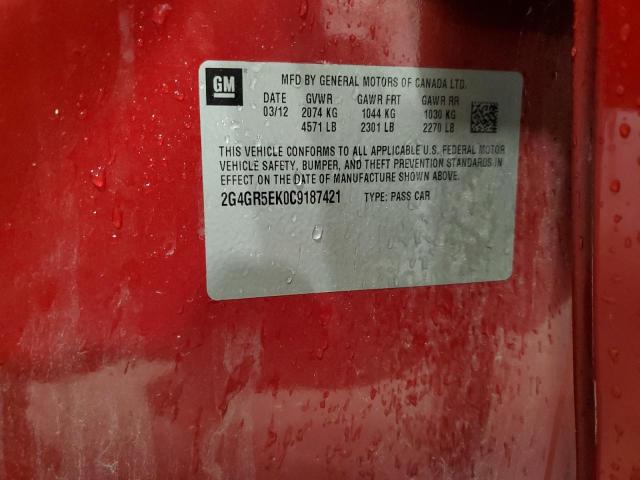 GM
MFD BY GENERAL MOTORS OF CANADA LTD.
DATE GVWR GAWR FRT GAWR RR
03/12 2074 KG 1044 KG 1030 KG
4571 LB 2301 LB 2270 LB
THIS VEHICLE CONFORMS TO ALL APPLICABLE U.S. FEDERAL MOTOR
VEHICLE SAFETY, BUMPER, AND THEFT PREVENTION STANDARDS IN
EFFECT ON THE DATE OF MANUFACTURE SHOWN ABOVE.
2G4GR5EK0C9187421 TYPE: PASS CAR